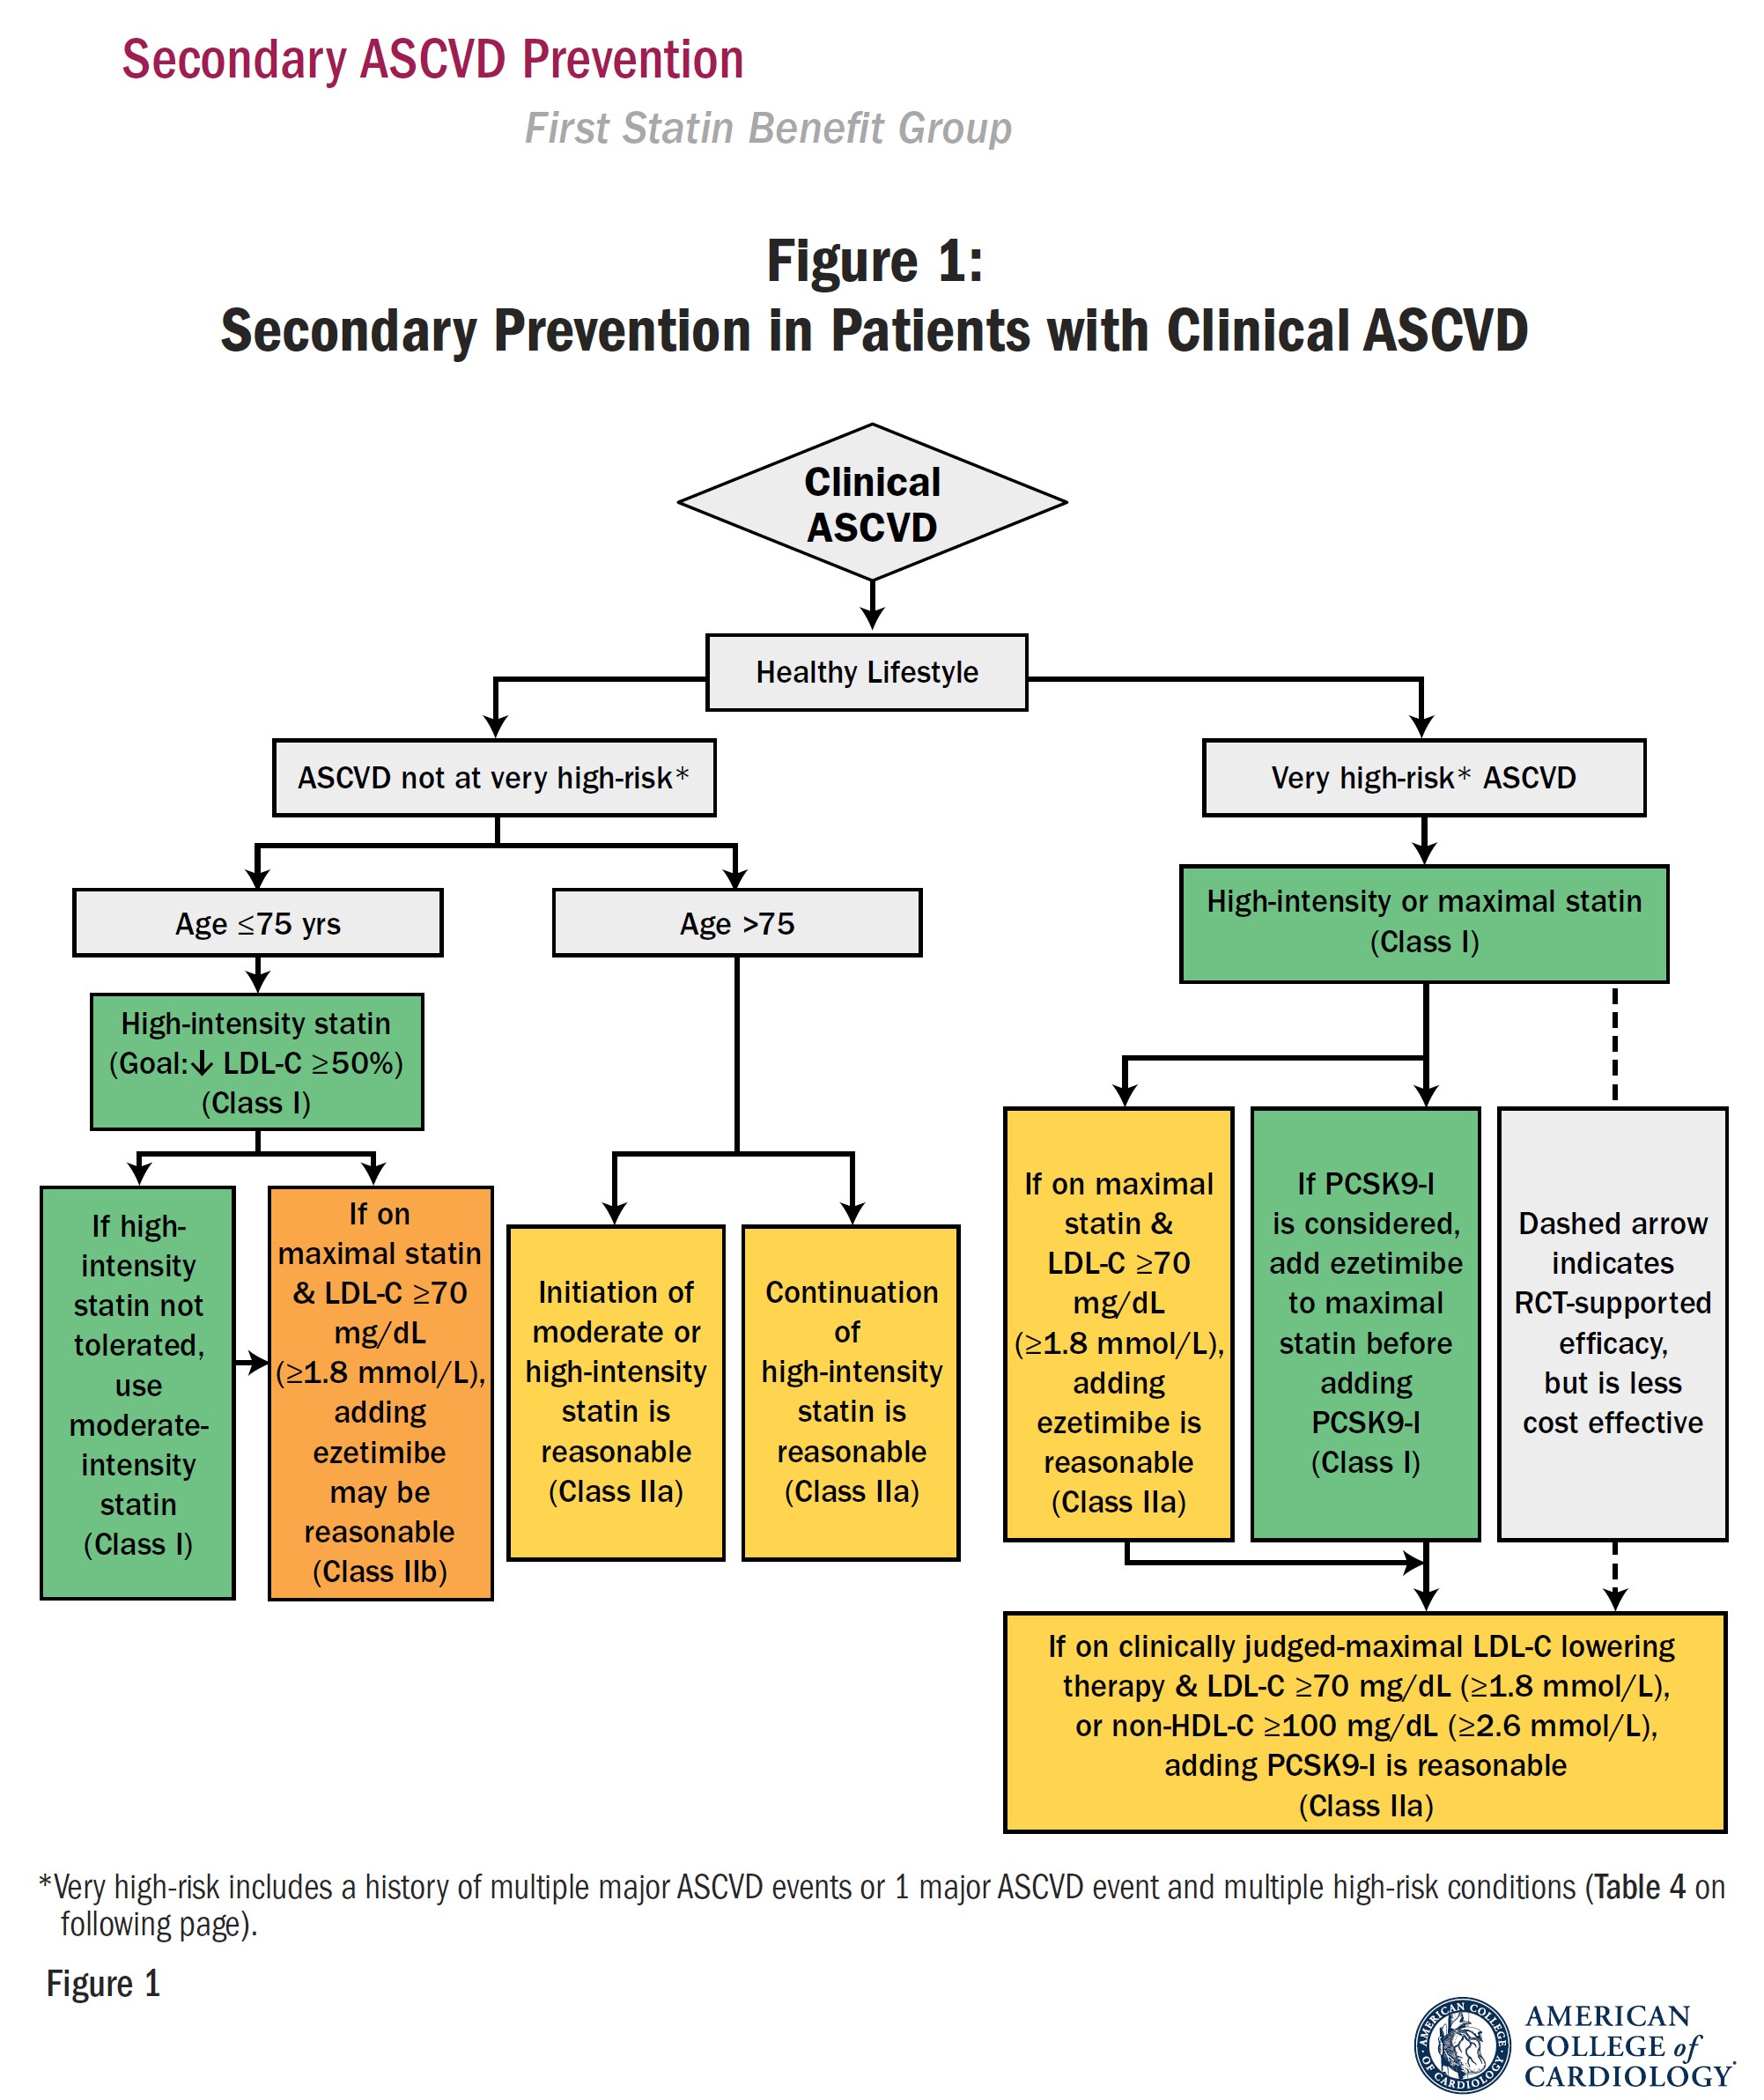 Secondary ASCVD Prevention
First Statin Benefit Group
Figure 1:
Secondary Prevention in Patients with Clinical ASCVD
Clinical
ASCVD
Healthy Lifestyle
ASCVD not at very high-risk*
Very high-risk* ASCVD
Age ≤75 yrs
Age >75
High-intensity or maximal statin
(Class I)
High-intensity statin
(Goal:↓ LDL-C ≥50%)
(Class I)
If high-
intensity
statin not
tolerated,
use
moderate-
intensity
statin
(Class I)
If on
maximal statin
& LDL-C ≥70
mg/dL
(≥1.8 mmol/L),
adding
ezetimibe
may be
reasonable
(Class IIb)
Initiation of
moderate or
high-intensity
statin is
reasonable
(Class IIa)
Continuation
of
high-intensity
statin is
reasonable
(Class IIa)
If on maximal
statin &
LDL-C ≥70
mg/dL
(≥1.8 mmol/L),
adding
ezetimibe is
reasonable
(Class IIa)
If PCSK9-I
is considered,
add ezetimibe
to maximal
statin before
adding
PCSK9-I
(Class I)
Dashed arrow
indicates
RCT-supported
efficacy,
but is less
cost effective
If on clinically judged-maximal LDL-C lowering
therapy & LDL-C ≥70 mg/dL (≥1.8 mmol/L),
or non-HDL-C ≥100 mg/dL (≥2.6 mmol/L),
adding PCSK9-I is reasonable
(Class IIa)
*Very high-risk includes a history of multiple major ASCVD events or 1 major ASCVD event and multiple high-risk conditions (Table 4 on
following page).
Figure 1
AMERICAN COLLEGE OF CARDIOLOGY
AMERICAN
COLLEGE of
CARDIOLOGY